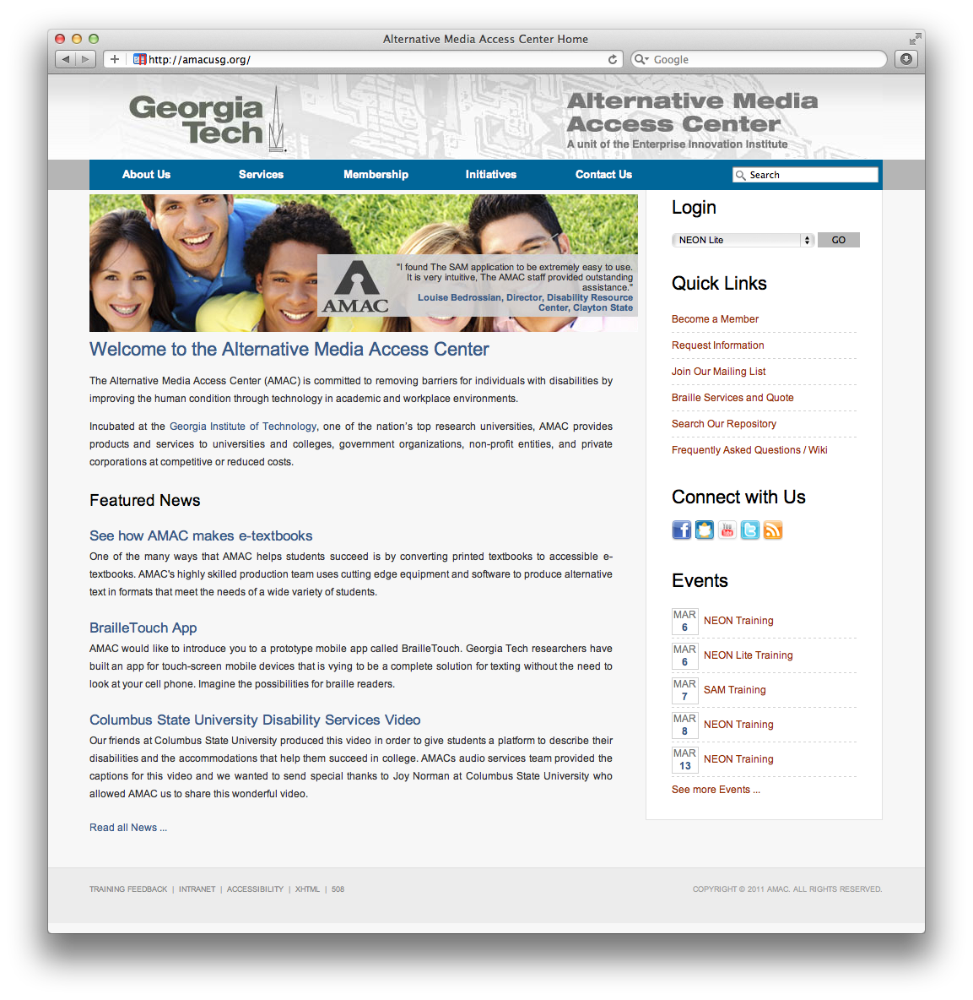 Alternative Media Access Center Home
http://amacusg.org/
Google
Georgia
Tech
Alternative Media
Access Center
A unit of the Enterprise Innovation Institute
About Us
Services
Membership
Initiatives
Contact Us
Search
AMAC
"I found The SAM application to be extremely easy to use.
It is very intuitive, The AMAC staff provided outstanding
assistance."
Louise Bedrossian, Director, Disability Resource
Center, Clayton State
Welcome to the Alternative Media Access Center
The Alternative Media Access Center (AMAC) is committed to removing barriers for individuals with disabilities by
improving the human condition through technology in academic and workplace environments.
Incubated at the Georgia Institute of Technology, one of the nation's top research universities, AMAC provides
products and services to universities and colleges, government organizations, non-profit entities, and private
corporations at competitive or reduced costs.
Featured News
See how AMAC makes e-textbooks
One of the many ways that AMAC helps students succeed is by converting printed textbooks to accessible e-
textbooks. AMAC's highly skilled production team uses cutting edge equipment and software to produce alternative
text in formats that meet the needs of a wide variety of students.
BrailleTouch App
AMAC would like to introduce you to a prototype mobile app called BrailleTouch. Georgia Tech researchers have
built an app for touch-screen mobile devices that is vying to be a complete solution for texting without the need to
look at your cell phone. Imagine the possibilities for braille readers.
Columbus State University Disability Services Video
Our friends at Columbus State University produced this video in order to give students a platform to describe their
disabilities and the accommodations that help them succeed in college. AMACs audio services team provided the
captions for this video and we wanted to send special thanks to Joy Norman at Columbus State University who
allowed AMAC us to share this wonderful video.
Read all News ...
Login
NEON Lite
GO
Quick Links
Become a Member
Request Information
Join Our Mailing List
Braille Services and Quote
Search Our Repository
Frequently Asked Questions / Wiki
Connect with Us
You
Tube
Events
MAR
6
NEON Training
MAR
6
NEON Lite Training
MAR
7
SAM Training
MAR
8
NEON Training
MAR
13
NEON Training
See more Events ...
TRAINING FEEDBACK | INTRANET | ACCESSIBILITY | XHTML | 508
COPYRIGHT © 2011 AMAC. ALL RIGHTS RESERVED.